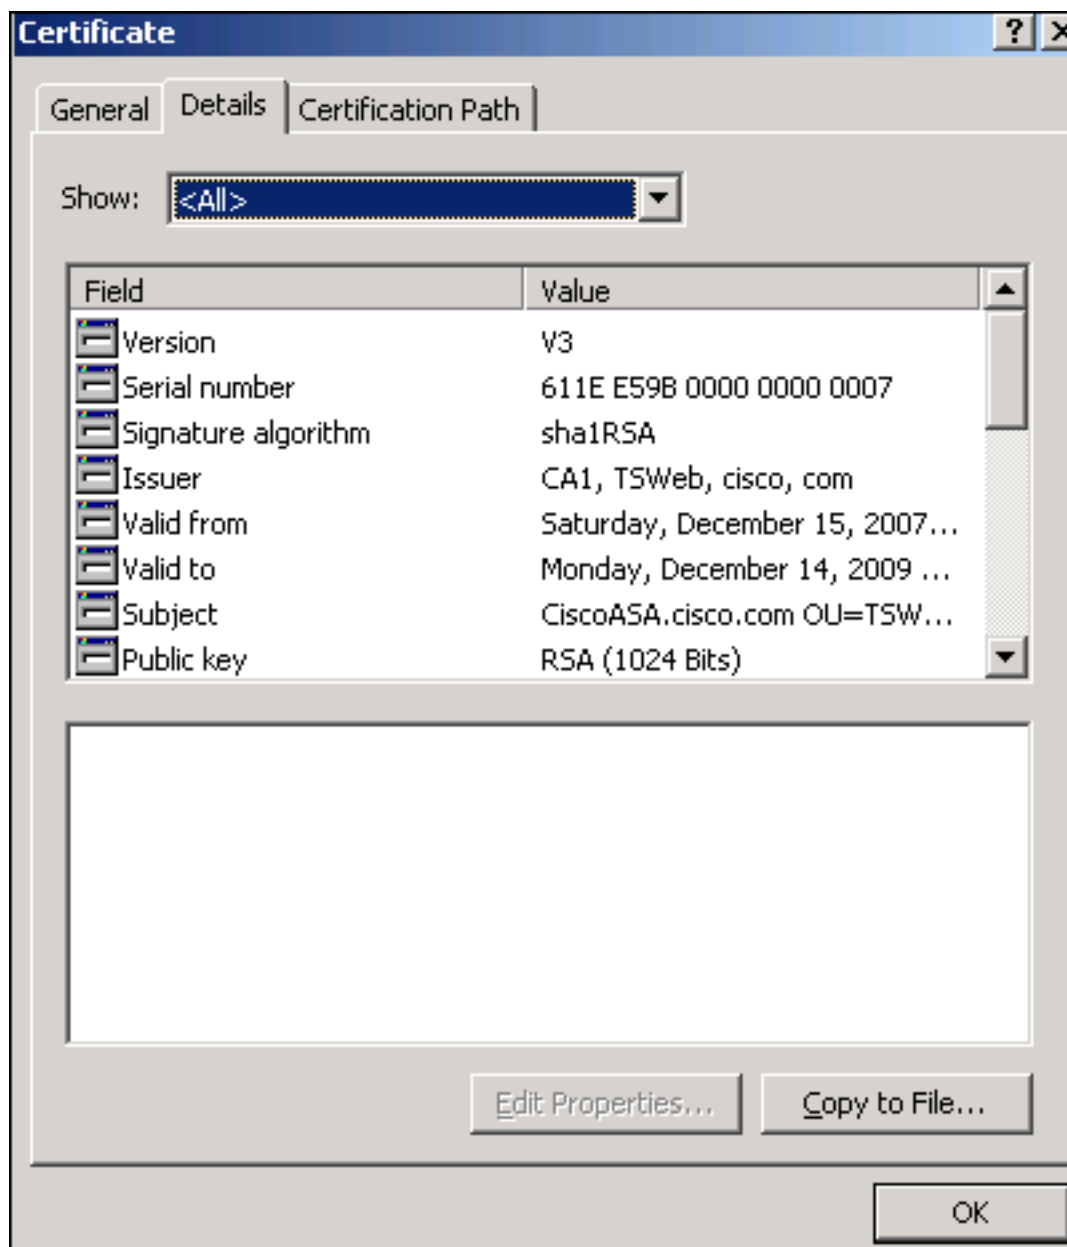 Certificate
General Details Certification Path
Show: <All>
Field Value
Version V3
Serial number 611E E59B 0000 0000 0007
Signature algorithm sha1RSA
Issuer CA1, TSWeb, cisco, com
Valid from Saturday, December 15, 2007...
Valid to Monday, December 14, 2009 ...
Subject CiscoASA.cisco.com OU=TSW...
Public key RSA (1024 Bits)
Edit Properties... Copy to File...
OK